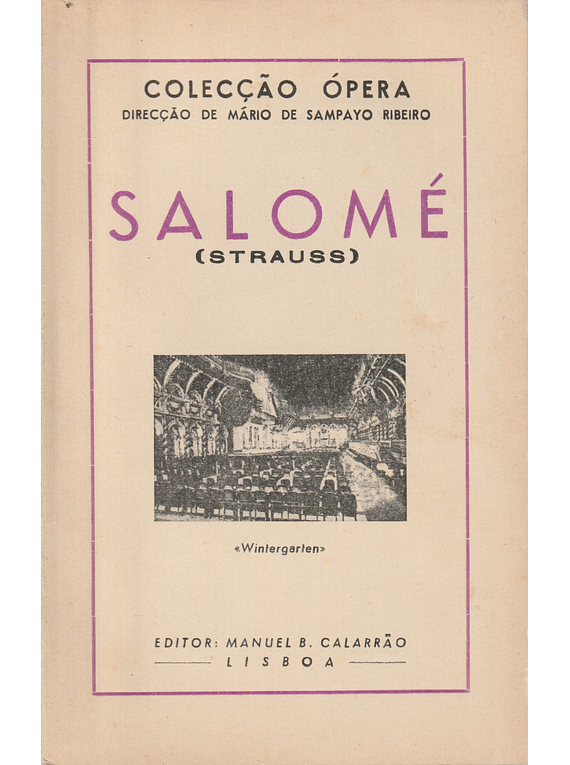 COLECÇÃO ÓPERA
DIRECÇÃO DE MÁRIO DE SAMPAYO RIBEIRO
SALOMÉ
(STRAUSS)
«Wintergarten»
EDITOR: MANUEL B. CALARRÃO
LISBOA